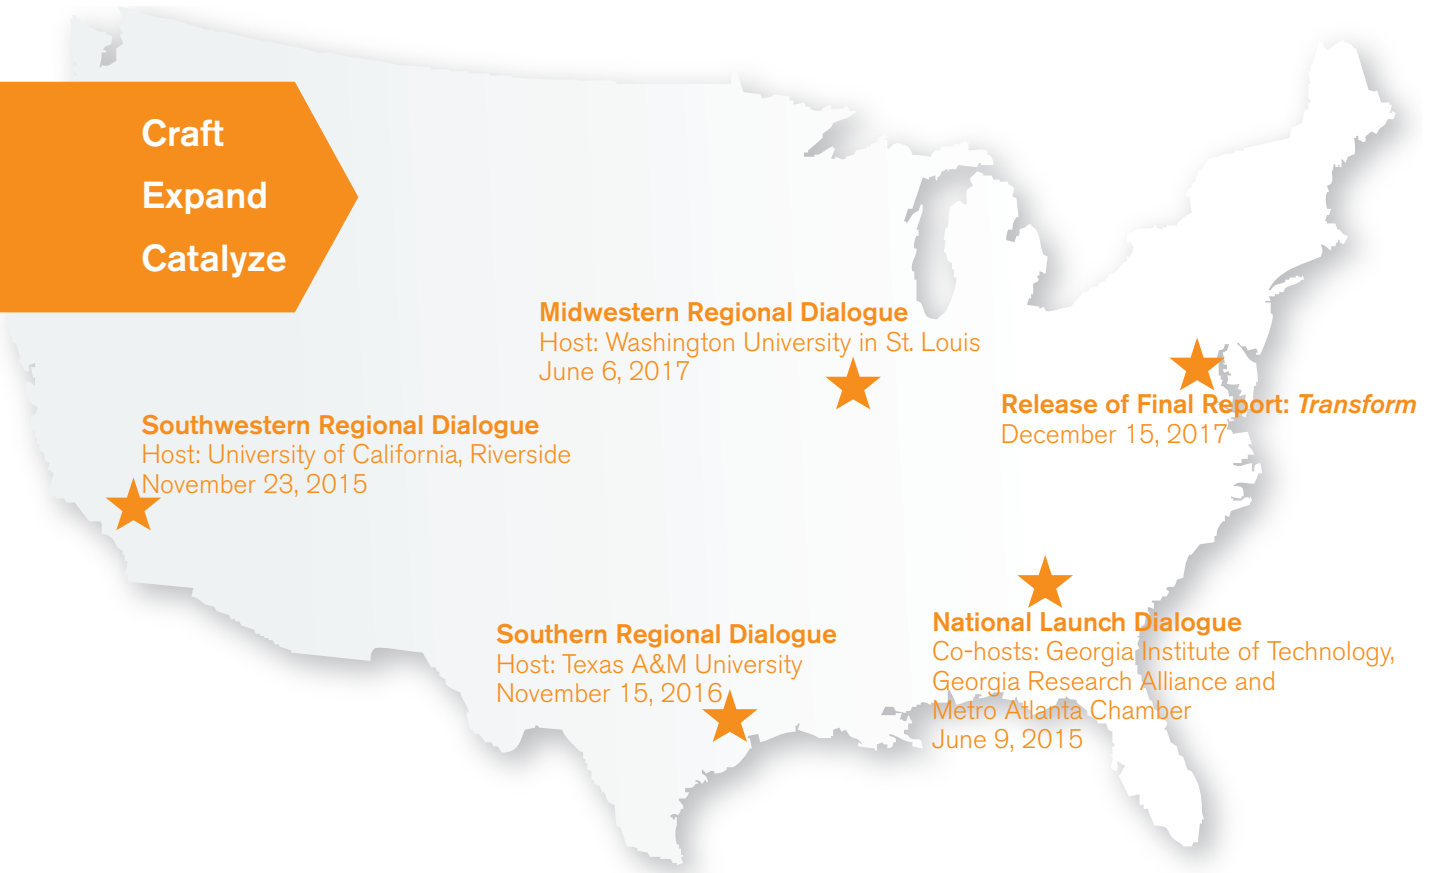 Craft
Expand
Catalyze
Midwestern Regional Dialogue
Host: Washington University in St. Louis
June 6, 2017
Release of Final Report: Transform
December 15, 2017
Southwestern Regional Dialogue
Host: University of California, Riverside
November 23, 2015
Southern Regional Dialogue
Host: Texas A&M University
November 15, 2016
National Launch Dialogue
Co-hosts: Georgia Institute of Technology,
Georgia Research Alliance and
Metro Atlanta Chamber
June 9, 2015